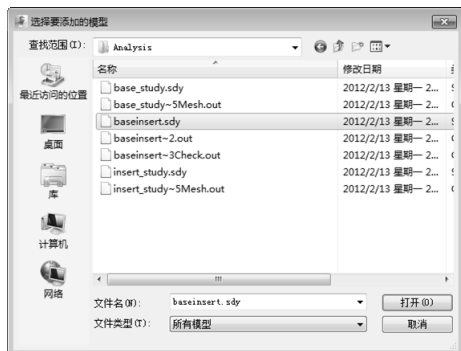 选择要添加的模型
查找范围(I): Analysis
名称 修改日期
base_study.sdy 2012/2/13 星期一 2...
base_study~5Mesh.out 2012/2/13 星期一 2...
baseinsert.sdy 2012/2/13 星期一 2...
baseinsert~2.out 2012/2/13 星期一 2...
baseinsert~3Check.out 2012/2/13 星期一 2...
insert_study.sdy 2012/2/13 星期一 2...
insert_study~5Mesh.out 2012/2/13 星期一 2...
最近访问的位置
桌面
库
计算机
网络
文件名(N): baseinsert.sdy 打开(O)
文件类型(T): 所有模型 取消